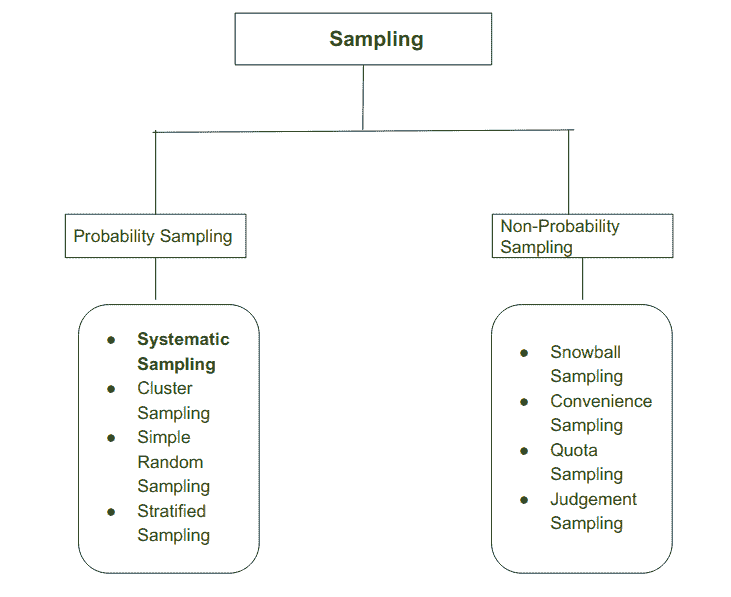 Sampling
Probability Sampling
Non-Probability
Sampling
● Systematic
Sampling
● Cluster
Sampling
● Simple
Random
Sampling
● Stratified
Sampling
● Snowball
Sampling
● Convenience
Sampling
● Quota
Sampling
● Judgement
Sampling